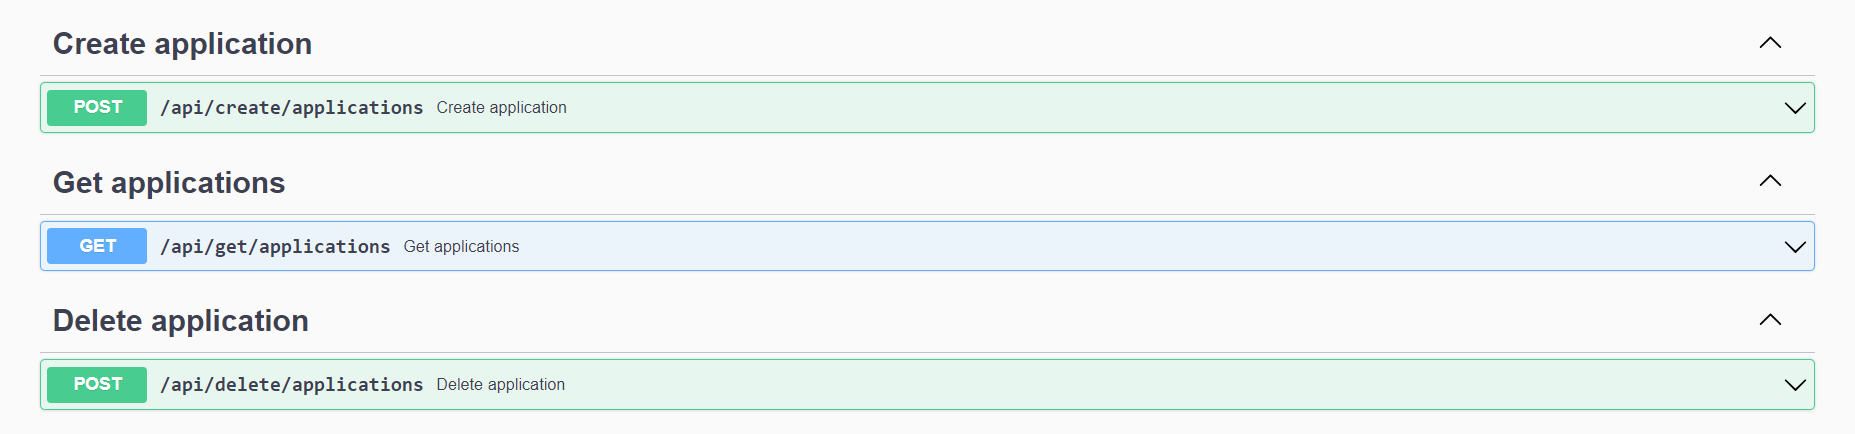 Create application
POST /api/create/applications Create application
Get applications
GET /api/get/applications Get applications
Delete application
POST /api/delete/applications Delete application